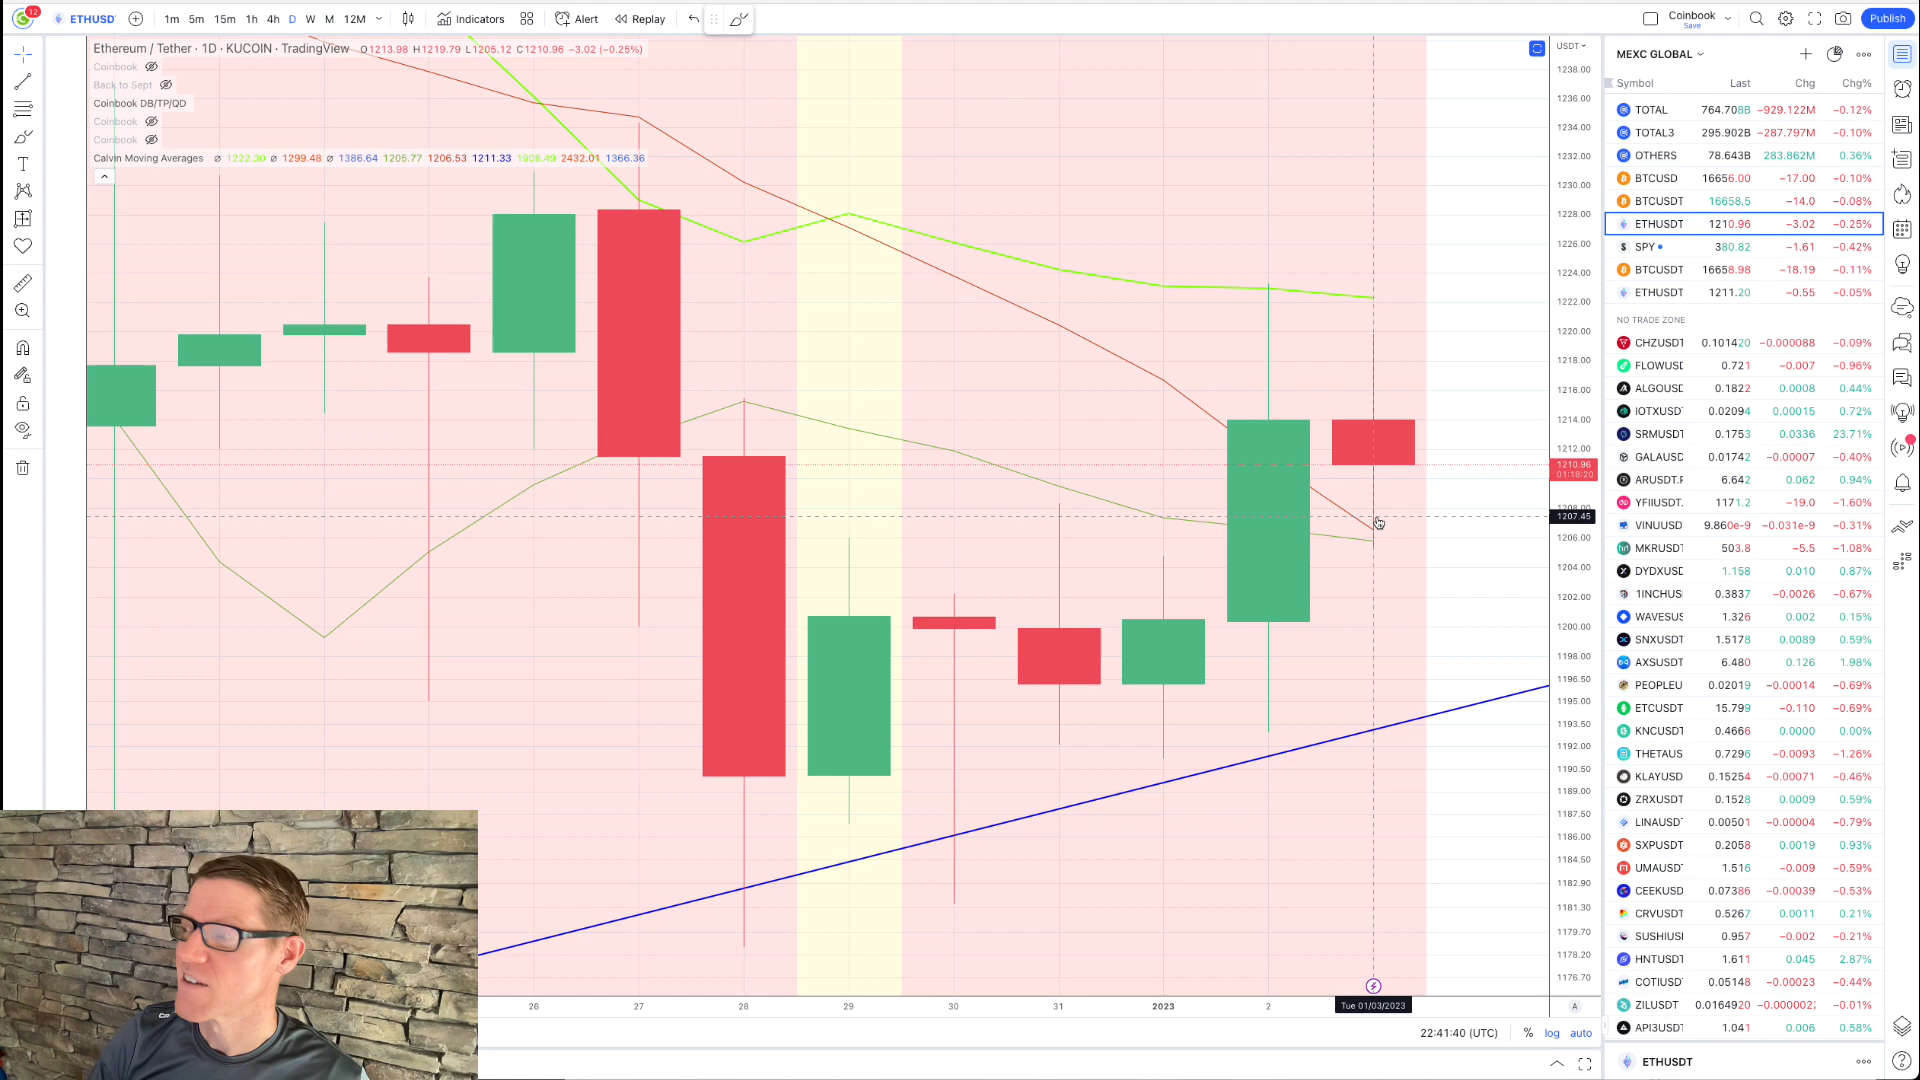 12
ETHUSD
1m 5m 15m 1h 4h D W M 12M
Indicators
Alert
Replay
Coinbook
Save
Publish
Ethereum / Tether · 1D · KUCOIN · TradingView O1213.98 H1219.79 L1205.12 C1210.96 −3.02 (−0.25%)
Coinbook
Back to Sept
Coinbook DB/TP/QD
Coinbook
Coinbook
Calvin Moving Averages ∅ 1222.30 ∅ 1299.48 ∅ 1386.64 1205.77 1206.53 1211.33 1908.49 2432.01 1366.36
USDT
1238.00
1236.00
1234.00
1232.00
1230.00
1228.00
1226.00
1224.00
1222.00
1220.00
1218.00
1216.00
1214.00
1212.00
1210.96
01:18:20
1208.00
1207.45
1206.00
1204.00
1202.00
1200.00
1198.00
1196.50
1195.00
1193.50
1192.00
1190.50
1189.00
1187.50
1186.00
1184.50
1182.90
1181.30
1179.70
1178.20
1176.70
26 27 28 29 30 31 2023 2 Tue 01/03/2023 A
22:41:40 (UTC) % log auto
MEXC GLOBAL
Symbol Last Chg Chg%
TOTAL 764.708B −929.122M −0.12%
TOTAL3 295.902B −287.797M −0.10%
OTHERS 78.643B 283.862M 0.36%
BTCUSD 16656.00 −17.00 −0.10%
BTCUSDT 16658.5 −14.0 −0.08%
ETHUSDT 1210.96 −3.02 −0.25%
SPY 380.82 −1.61 −0.42%
BTCUSDT 16658.98 −18.19 −0.11%
ETHUSDT 1211.20 −0.55 −0.05%
NO TRADE ZONE
CHZUSDT 0.101420 −0.000088 −0.09%
FLOWUSD 0.721 −0.007 −0.96%
ALGOUSD 0.1822 0.0008 0.44%
IOTXUSD 0.02094 0.00015 0.72%
SRMUSDT 0.1753 0.0336 23.71%
GALAUSD 0.01742 −0.00007 −0.40%
ARUSDT.F 6.642 0.062 0.94%
YFIIUSDT. 1171.2 −19.0 −1.60%
VINUUSD 9.860e-9 −0.031e-9 −0.31%
MKRUSDT 503.8 −5.5 −1.08%
DYDXUSD 1.158 0.010 0.87%
1INCHUS 0.3837 −0.0026 −0.67%
WAVESUS 1.326 0.002 0.15%
SNXUSDT 1.5178 0.0089 0.59%
AXSUSDT 6.480 0.126 1.98%
PEOPLEU 0.02019 −0.00014 −0.69%
ETCUSDT 15.799 −0.110 −0.69%
KNCUSDT 0.4666 0.0000 0.00%
THETAUS 0.7296 −0.0093 −1.26%
KLAYUSD 0.15254 −0.00071 −0.46%
ZRXUSDT 0.1528 0.0009 0.59%
LINAUSDT 0.00501 −0.00004 −0.79%
SXPUSDT 0.2058 0.0019 0.93%
UMAUSDT 1.516 −0.009 −0.59%
CEEKUSD 0.07386 −0.00039 −0.53%
CRVUSDT 0.5267 0.0011 0.21%
SUSHIUSI 0.957 −0.002 −0.21%
HNTUSDT 1.611 0.045 2.87%
COTIUSDT 0.05148 −0.00023 −0.44%
ZILUSDT 0.0164920 −0.0000022 −0.01%
API3USDT 1.041 0.006 0.58%
ETHUSDT